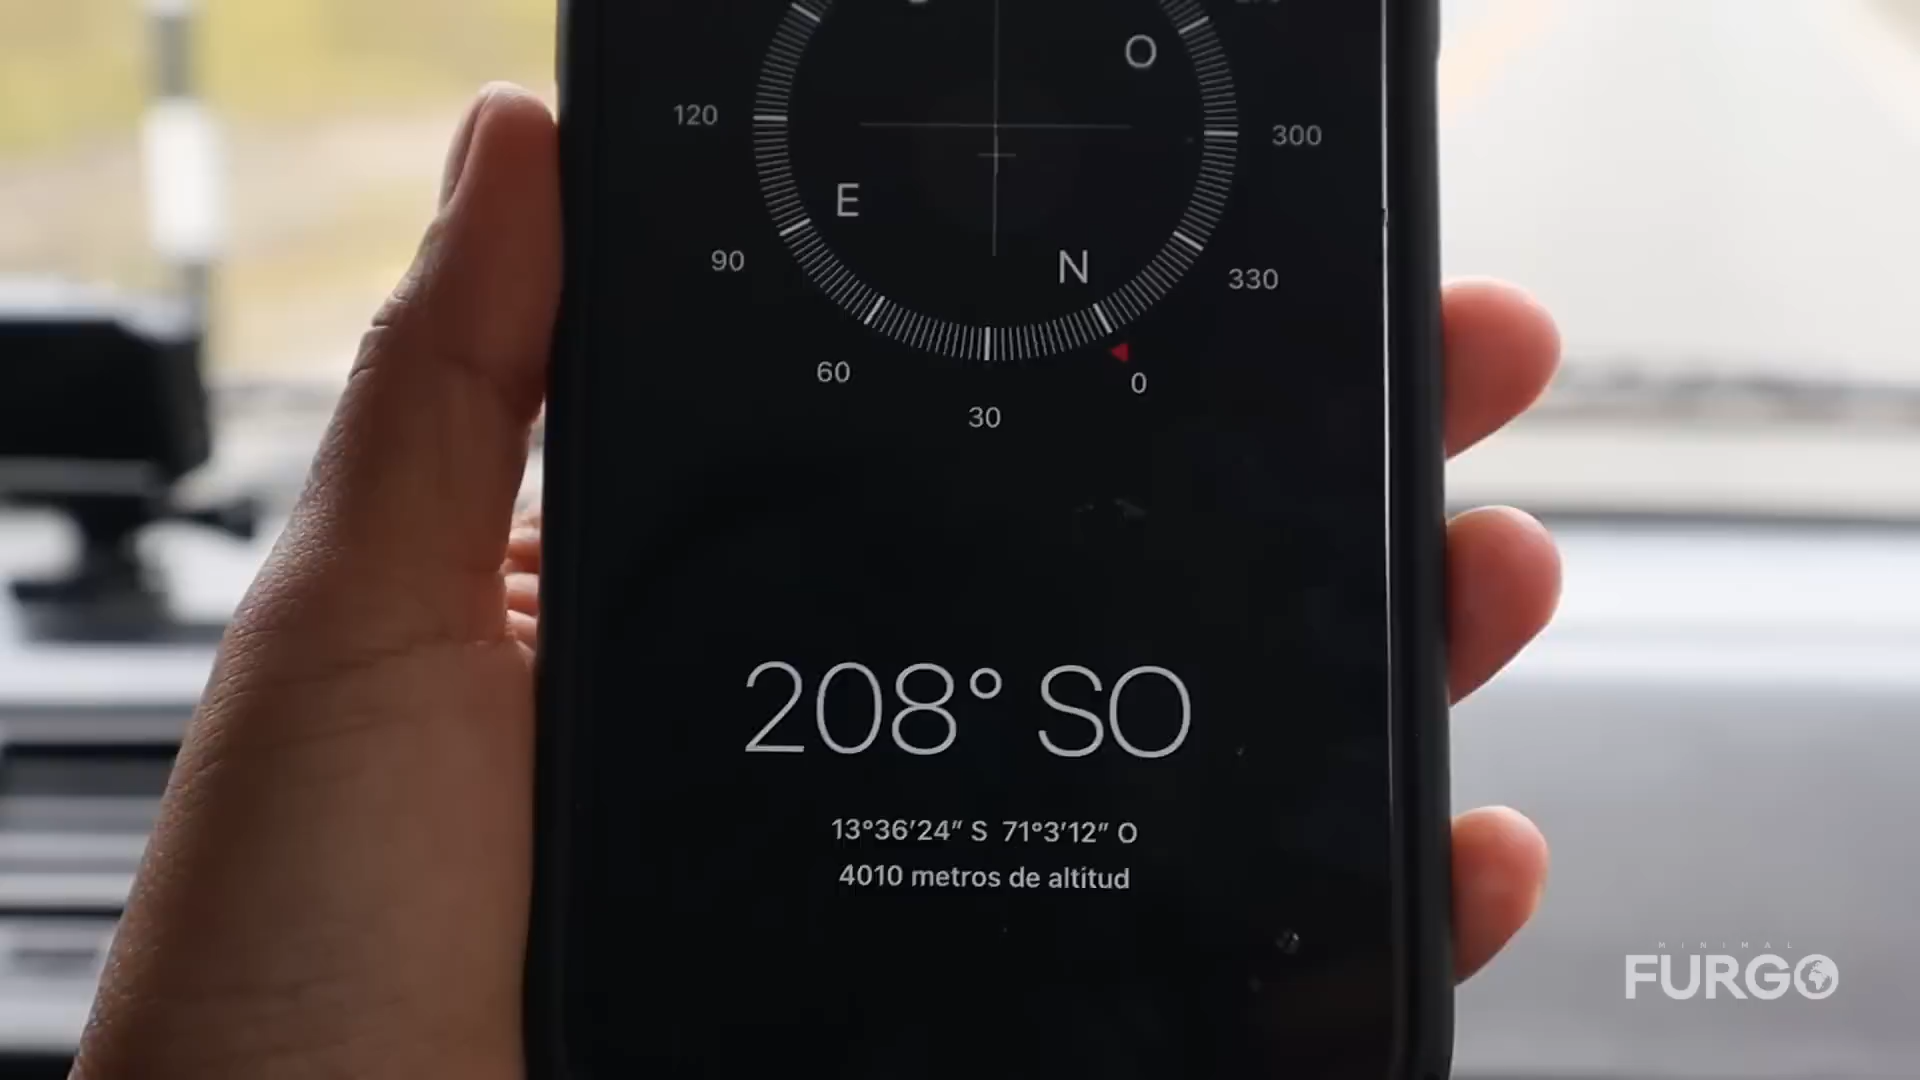 O
120
300
E
90
N
330
60
0
30
208° SO
13°36'24" S 71°3'12" O
4010 metros de altitud
MINIMAL
FURGO